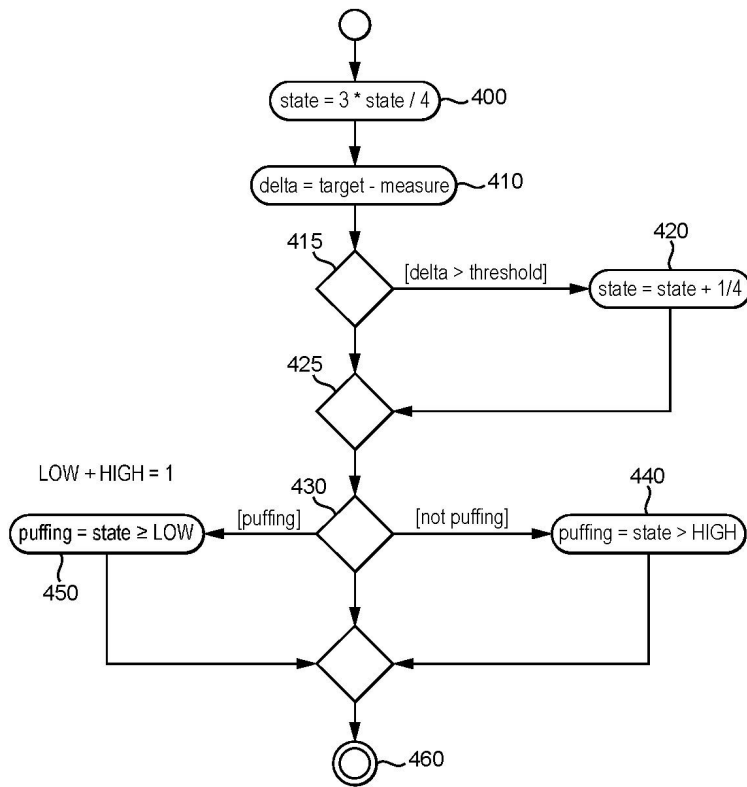 state = 3 * state / 4
400
delta = target - measure
410
415
[delta > threshold]
420
state = state + 1/4
425
LOW + HIGH = 1
430
[puffing]
[not puffing]
440
puffing = state ≥ LOW
puffing = state > HIGH
450
460